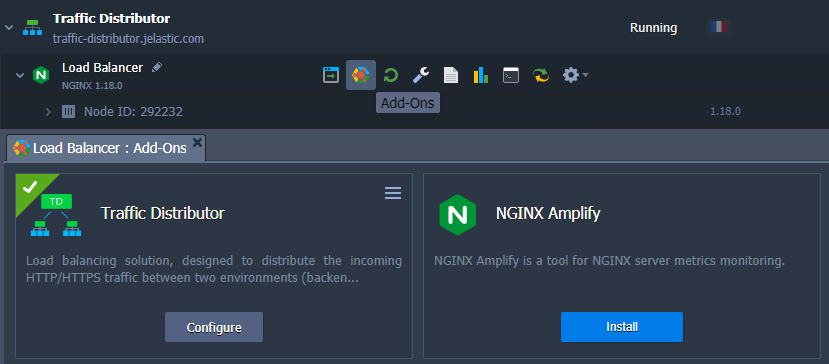 Traffic Distributor
traffic-distributor.jelastic.com
Running
Load Balancer
NGINX 1.18.0
Add-Ons
Node ID: 292232
1.18.0
Load Balancer : Add-Ons
TD
Traffic Distributor
Load balancing solution, designed to distribute the incoming
HTTP/HTTPS traffic between two environments (backen...
Configure
N
NGINX Amplify
NGINX Amplify is a tool for NGINX server metrics monitoring.
Install